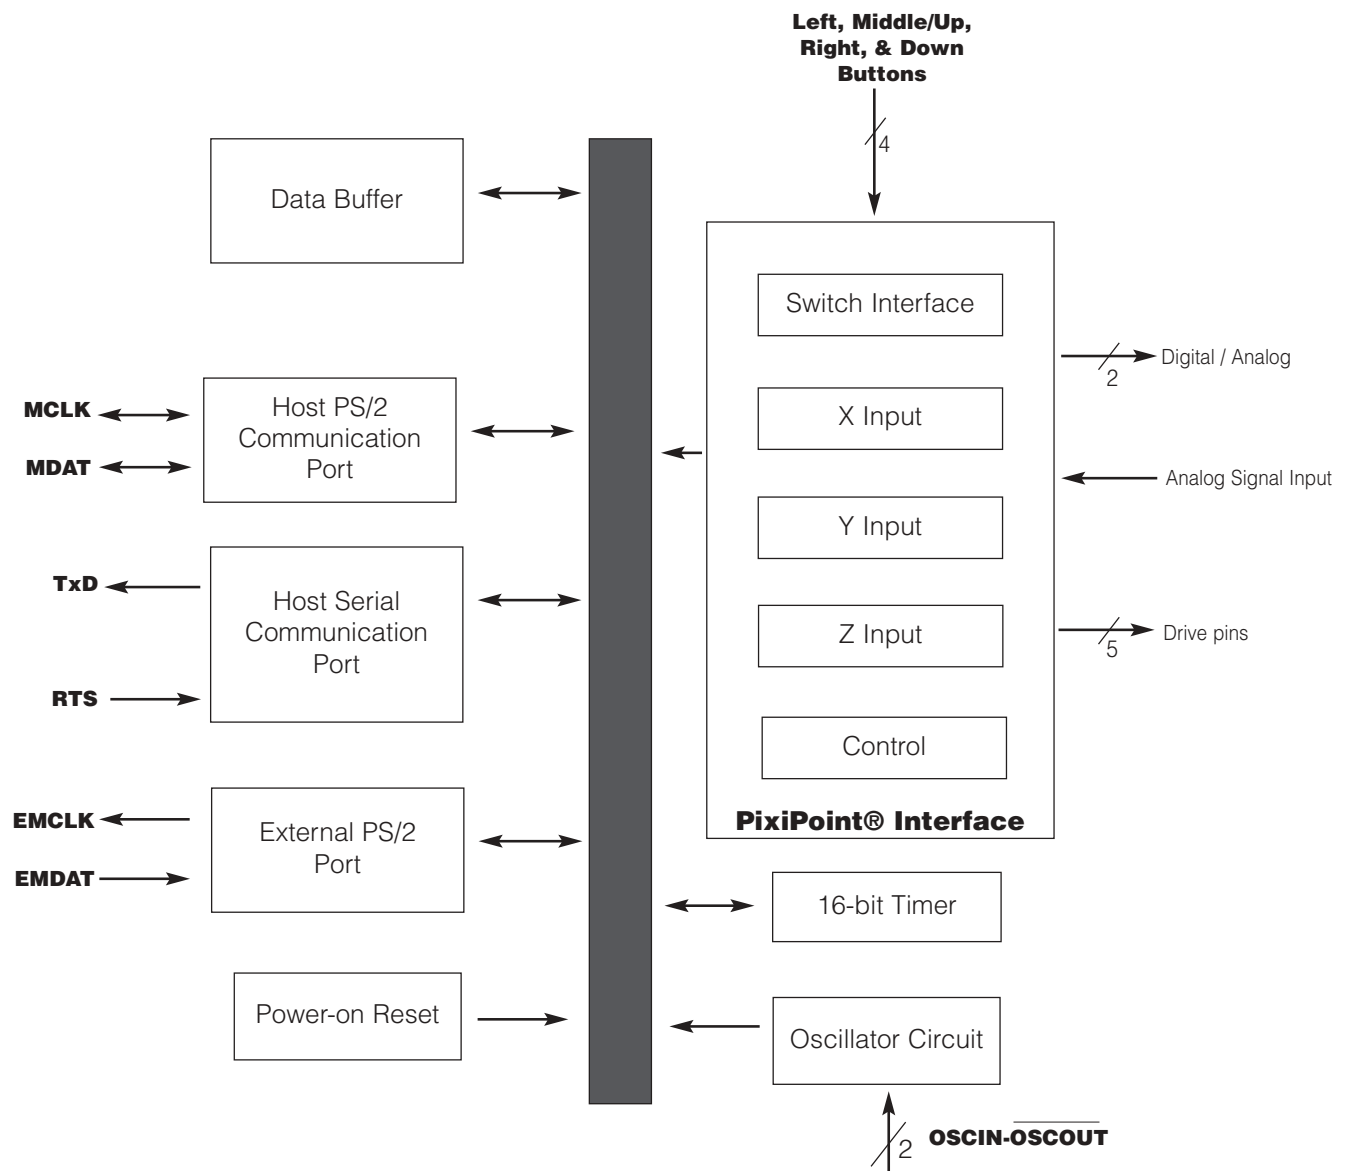 Left, Middle/Up,
Right, & Down
Buttons
4
Data Buffer
Switch Interface
Digital / Analog
2
MCLK
MDAT
Host PS/2
Communication
Port
X Input
Analog Signal Input
Y Input
TxD
RTS
Host Serial
Communication
Port
Z Input
Drive pins
5
Control
PixiPoint® Interface
EMCLK
EMDAT
External PS/2
Port
16-bit Timer
Power-on Reset
Oscillator Circuit
2
OSCIN-OSCOUT